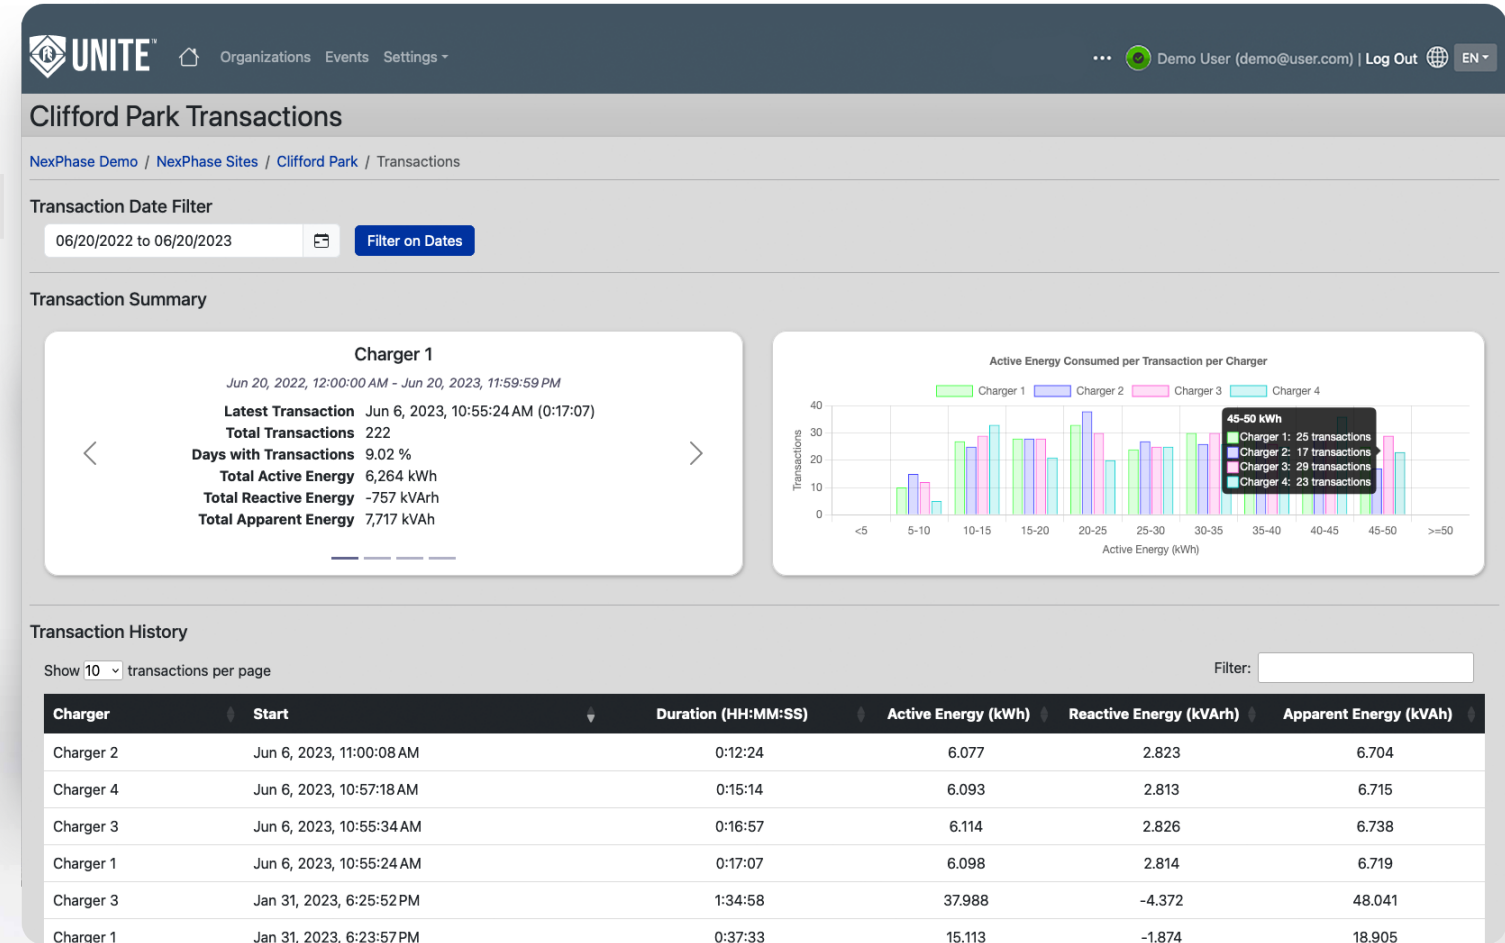 UNITE™
Organizations Events Settings
... Demo User (demo@user.com) | Log Out EN
Clifford Park Transactions
NexPhase Demo / NexPhase Sites / Clifford Park / Transactions
Transaction Date Filter
06/20/2022 to 06/20/2023 Filter on Dates
Transaction Summary
Charger 1
Jun 20, 2022, 12:00:00 AM - Jun 20, 2023, 11:59:59 PM
Latest Transaction Jun 6, 2023, 10:55:24 AM (0:17:07)
Total Transactions 222
Days with Transactions 9.02 %
Total Active Energy 6,264 kWh
Total Reactive Energy -757 kVArh
Total Apparent Energy 7,717 kVAh
Active Energy Consumed per Transaction per Charger
Charger 1 Charger 2 Charger 3 Charger 4
Transactions
40
30
20
10
0
45-50 kWh
Charger 1: 25 transactions
Charger 2: 17 transactions
Charger 3: 29 transactions
Charger 4: 23 transactions
<5 5-10 10-15 15-20 20-25 25-30 30-35 35-40 40-45 45-50 >=50
Active Energy (kWh)
Transaction History
Show 10 transactions per page
Filter:
Charger Start Duration (HH:MM:SS) Active Energy (kWh) Reactive Energy (kVArh) Apparent Energy (kVAh)
Charger 2 Jun 6, 2023, 11:00:08 AM 0:12:24 6.077 2.823 6.704
Charger 4 Jun 6, 2023, 10:57:18 AM 0:15:14 6.093 2.813 6.715
Charger 3 Jun 6, 2023, 10:55:34 AM 0:16:57 6.114 2.826 6.738
Charger 1 Jun 6, 2023, 10:55:24 AM 0:17:07 6.098 2.814 6.719
Charger 3 Jan 31, 2023, 6:25:52 PM 1:34:58 37.988 -4.372 48.041
Charger 1 Jan 31, 2023, 6:23:57 PM 0:37:33 15.113 -1.874 18.905